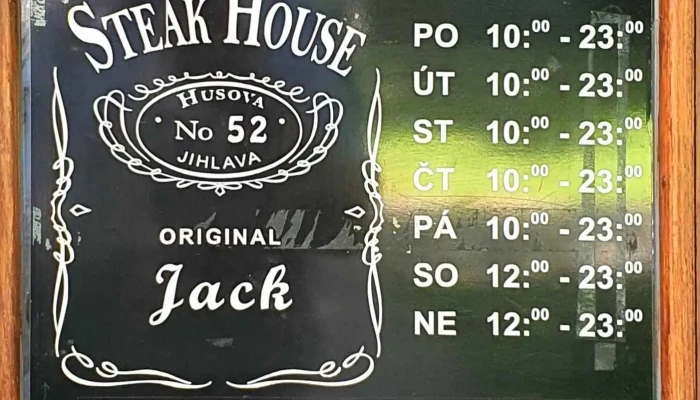 STEAK HOUSE
HUSOVA
No 52
JIHLAVA
ORIGINAL
Jack
PO 10:00 - 23:00
ÚT 10:00 - 23:00
ST 10:00 - 23:00
ČT 10:00 - 23:00
PÁ 10:00 - 23:00
SO 12:00 - 23:00
NE 12:00 - 23:00